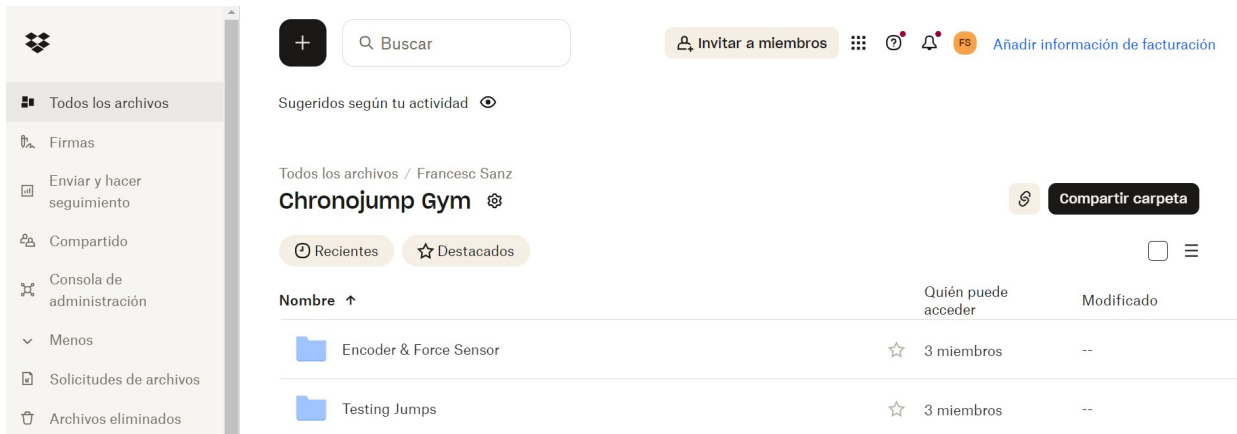 Todos los archivos
Firmas
Enviar y hacer
seguimiento
Compartido
Consola de
administración
Menos
Solicitudes de archivos
Archivos eliminados
Buscar
Invitar a miembros
FS
Añadir información de facturación
Sugeridos según tu actividad
Todos los archivos / Francesc Sanz
Chronojump Gym
Compartir carpeta
Recientes
Destacados
Nombre
Quién puede
acceder
Modificado
Encoder & Force Sensor
3 miembros
--
Testing Jumps
3 miembros
--